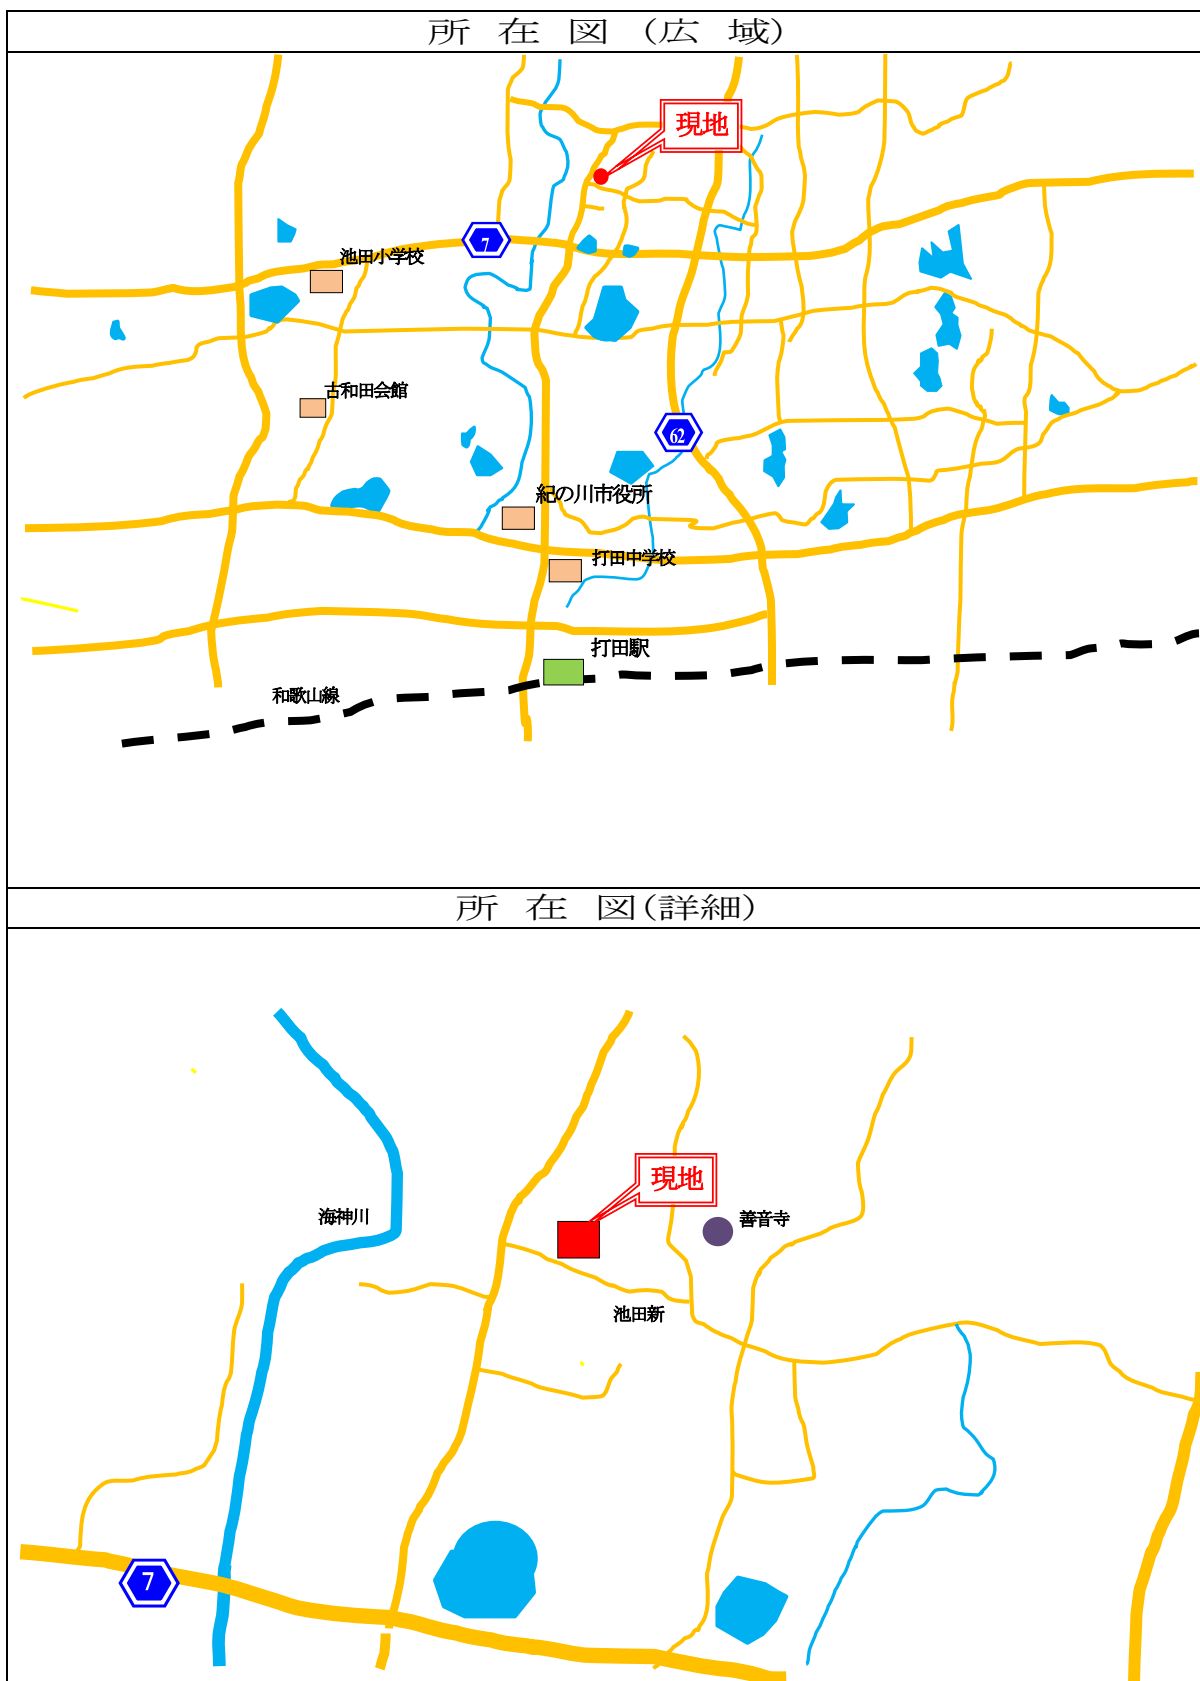 所 在 図 (広 域)
現地
7
池田小学校
古和田会館
62
紀の川市役所
打田中学校
打田駅
和歌山線
所 在 図(詳細)
現地
海神川
善音寺
池田新
7